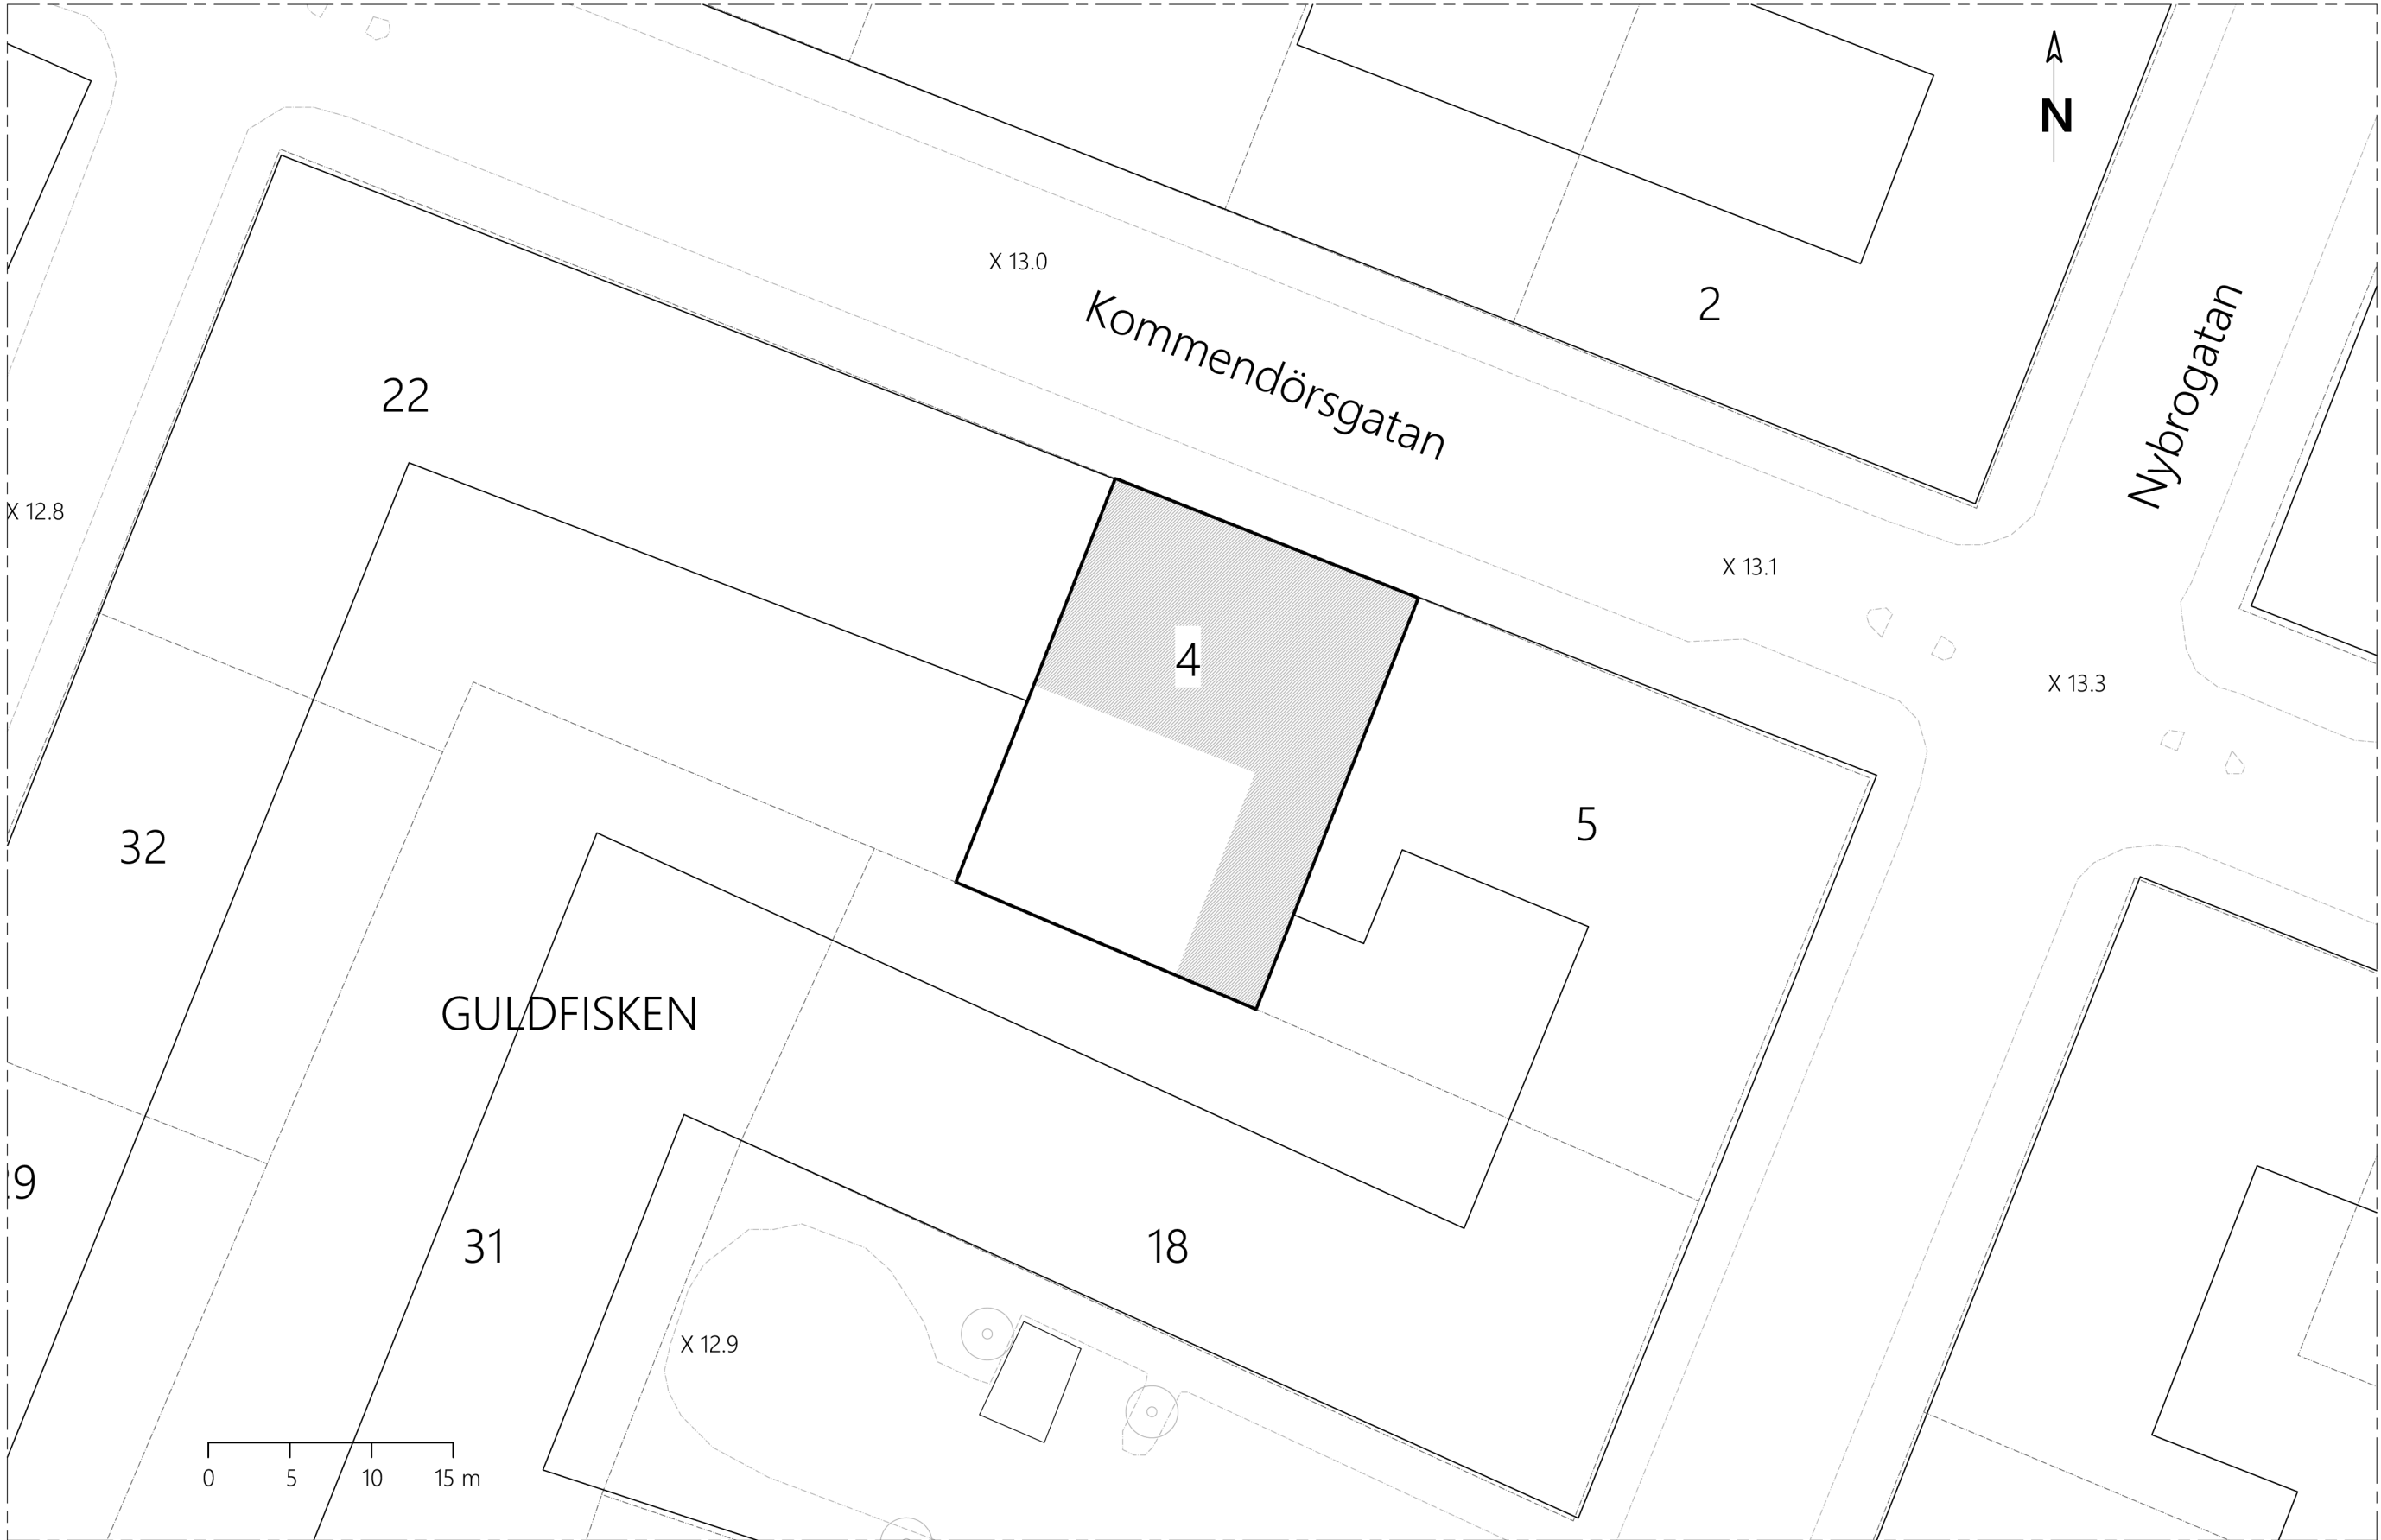 N
X 13.0
2
Kommendörsgatan
Nybrogatan
22
X 12.8
X 13.1
4
X 13.3
5
32
GULDFISKEN
9
31
18
X 12.9
0 5 10 15 m